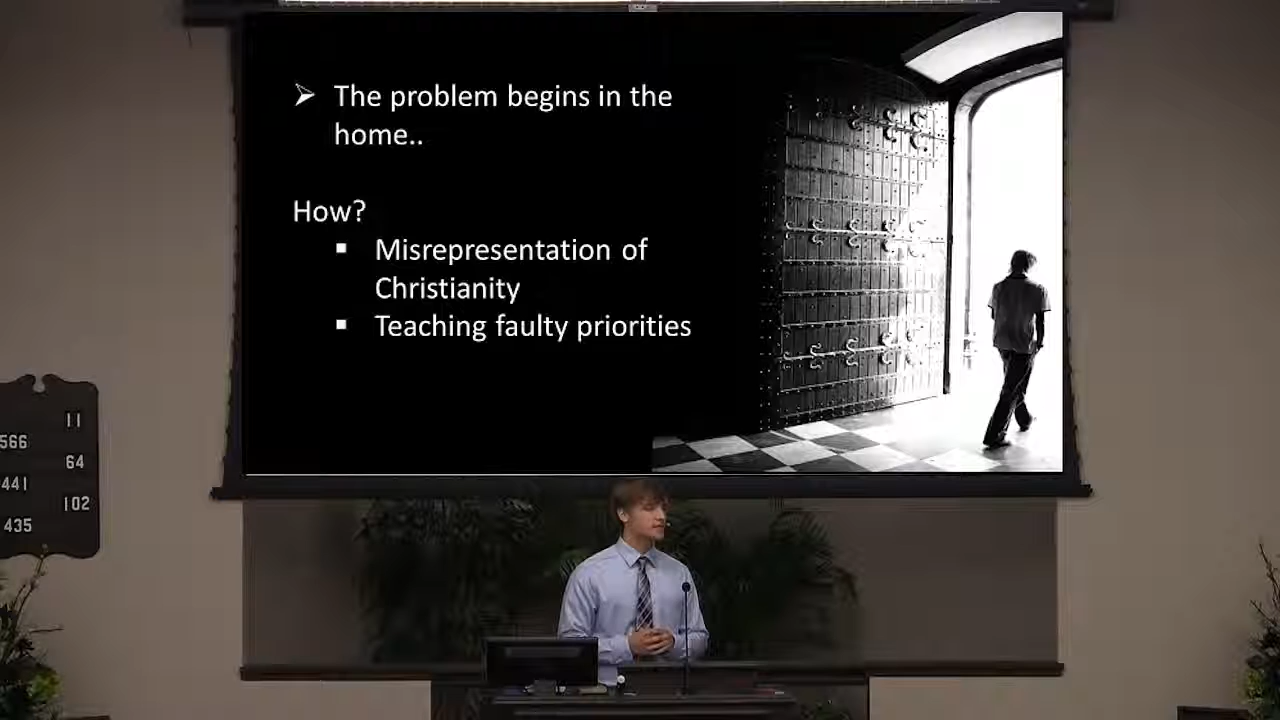 ➢ The problem begins in the
home..
How?
▪ Misrepresentation of
Christianity
▪ Teaching faulty priorities
11
566
64
441
102
435